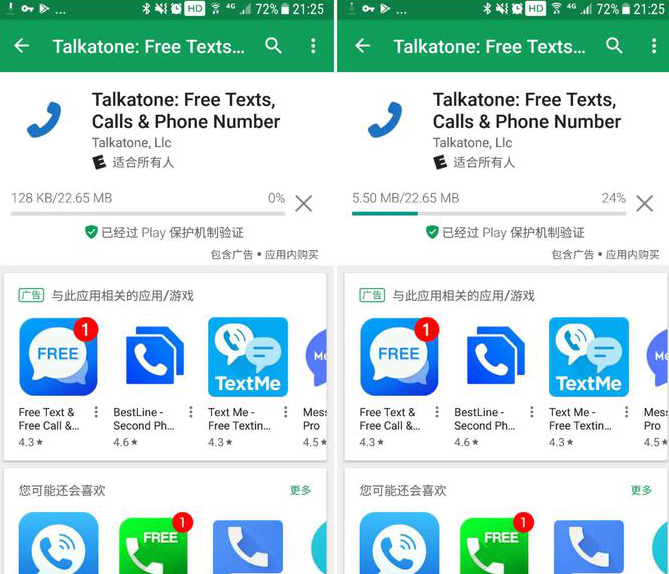 ... HD 4G 72% 21:25
Talkatone: Free Texts...
Talkatone: Free Texts,
Calls & Phone Number
Talkatone, Llc
E 适合所有人
128 KB/22.65 MB 0%
已经过 Play 保护机制验证
包含广告 • 应用内购买
广告 与此应用相关的应用/游戏
FREE 1
TextMe
Me
Free Text &
Free Call &...
4.3★
BestLine -
Second Ph...
4.6★
Text Me -
Free Textin...
4.3★
Mess
Pro
4.5★
您可能还会喜欢 更多
FREE 1
... HD 4G 72% 21:25
Talkatone: Free Texts...
Talkatone: Free Texts,
Calls & Phone Number
Talkatone, Llc
E 适合所有人
5.50 MB/22.65 MB 24%
已经过 Play 保护机制验证
包含广告 • 应用内购买
广告 与此应用相关的应用/游戏
FREE 1
TextMe
Me
Free Text &
Free Call &...
4.3★
BestLine -
Second Ph...
4.6★
Text Me -
Free Textin...
4.3★
Mess
Pro
4.5★
您可能还会喜欢 更多
FREE 1